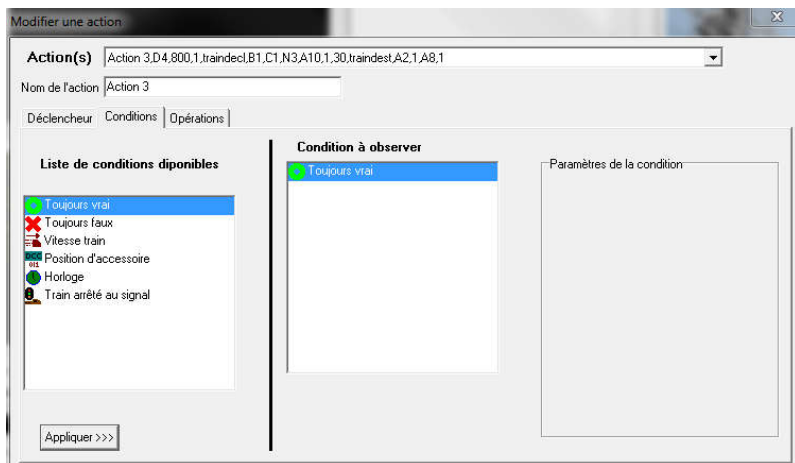 Modifier une action
Action(s) Action 3,D4,800,1,traindecl,B1,C1,N3,A10,1,30,traindest,A2,1,A8,1
Nom de l'action Action 3
Déclencheur Conditions Opérations
Liste de conditions diponibles
Toujours vrai
Toujours faux
Vitesse train
DCC
011
Position d'accessoire
Horloge
Train arrêté au signal
Appliquer >>>
Condition à observer
Toujours vrai
Paramètres de la condition